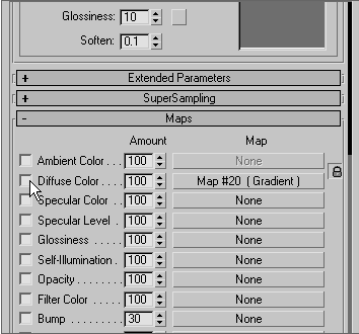 Glossiness: 10
Soften: 0.1
+ Extended Parameters
+ SuperSampling
- Maps
Amount Map
Ambient Color . . . 100 None
Diffuse Color . . . . 100 Map #20 ( Gradient )
Specular Color . . 100 None
Specular Level . 100 None
Glossiness . . . . . 100 None
Self-Illumination . 100 None
Opacity . . . . . . . . 100 None
Filter Color . . . . . 100 None
Bump . . . . . . . . . 30 None